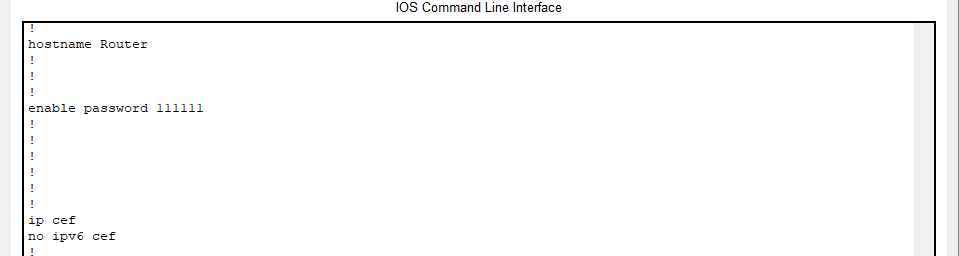 IOS Command Line Interface
!
hostname Router
!
!
!
enable password 111111
!
!
!
!
!
!
ip cef
no ipv6 cef
!